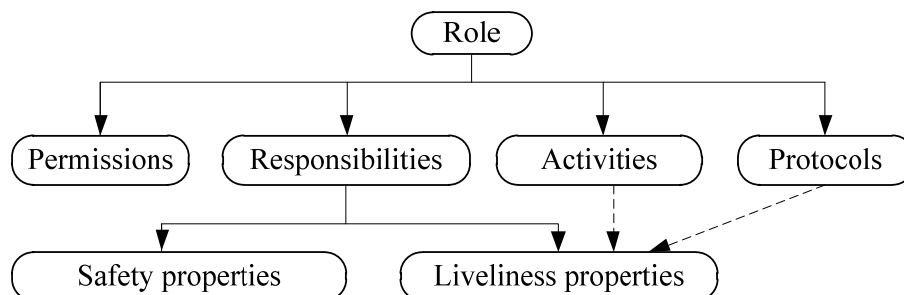 Role
Permissions
Responsibilities
Activities
Protocols
Safety properties
Liveliness properties